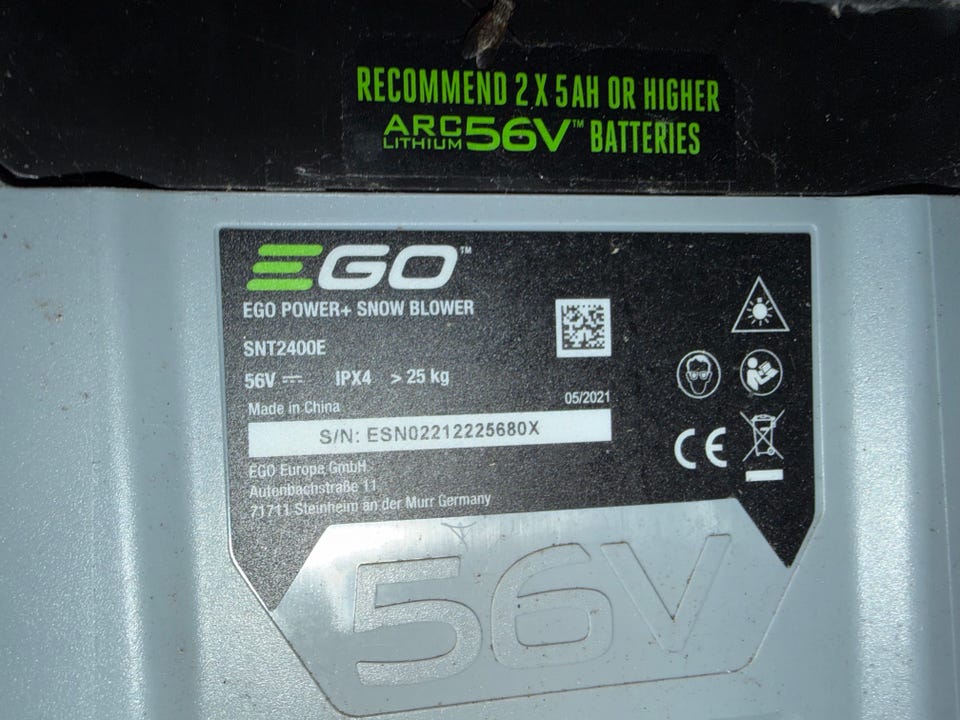 RECOMMEND 2 X 5AH OR HIGHER
ARC LITHIUM 56V™ BATTERIES
EGO™
EGO POWER+ SNOW BLOWER
SNT2400E
56V ⎓ IPX4 > 25 kg
Made in China 05/2021
S/N: ESN02212225680X
EGO Europe GmbH
Autenbachstraße 11
71711 Steinheim an der Murr Germany
CE
56V